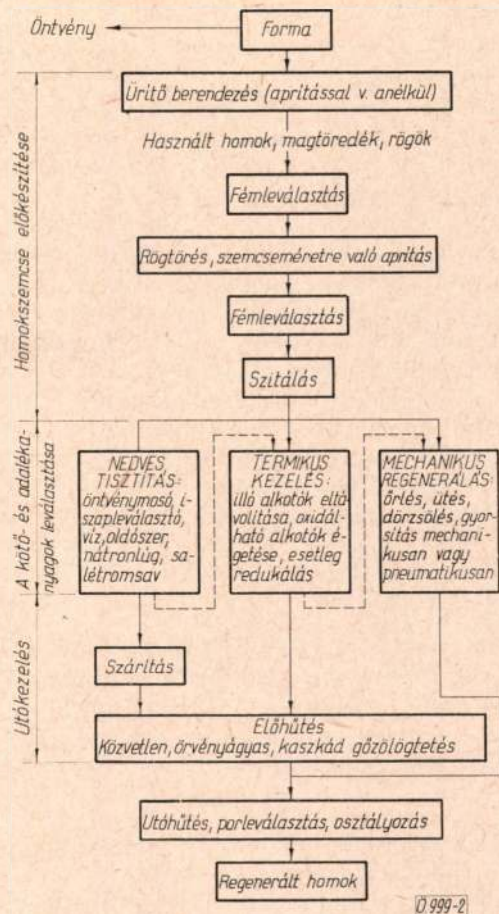 Öntvény
Forma
Ürítő berendezés (aprítással v. anélkül)
Használt homok, magtöredék, rögök
Fémleválasztás
Rögtörés, szemcseméretre való aprítás
Fémleválasztás
Szitálás
Homokszemcse előkészítése
A kötő- és adaléka-
nyagok leválasztása
NEDVES
TISZTÍTÁS:
öntvénymosó, i-
szapleválasztó,
víz, oldószer,
nátronlúg, sa-
létromsav
TERMIKUS
KEZELÉS:
illó alkotók eltá-
volítása, oxidál-
ható alkotók é-
getése, esetleg
redukálás
MECHANIKUS
REGENERÁLÁS:
őrlés, ütés,
dörzsölés, gyor-
sítás mechani-
kusan vagy
pneumatikusan
Utókezelés
Szárítás
Előhűtés
Közvetlen, örvényágyas, kaszkád gőzölögtetés
Utóhűtés, porleválasztás, osztályozás
Regenerált homok
Ö 999-2